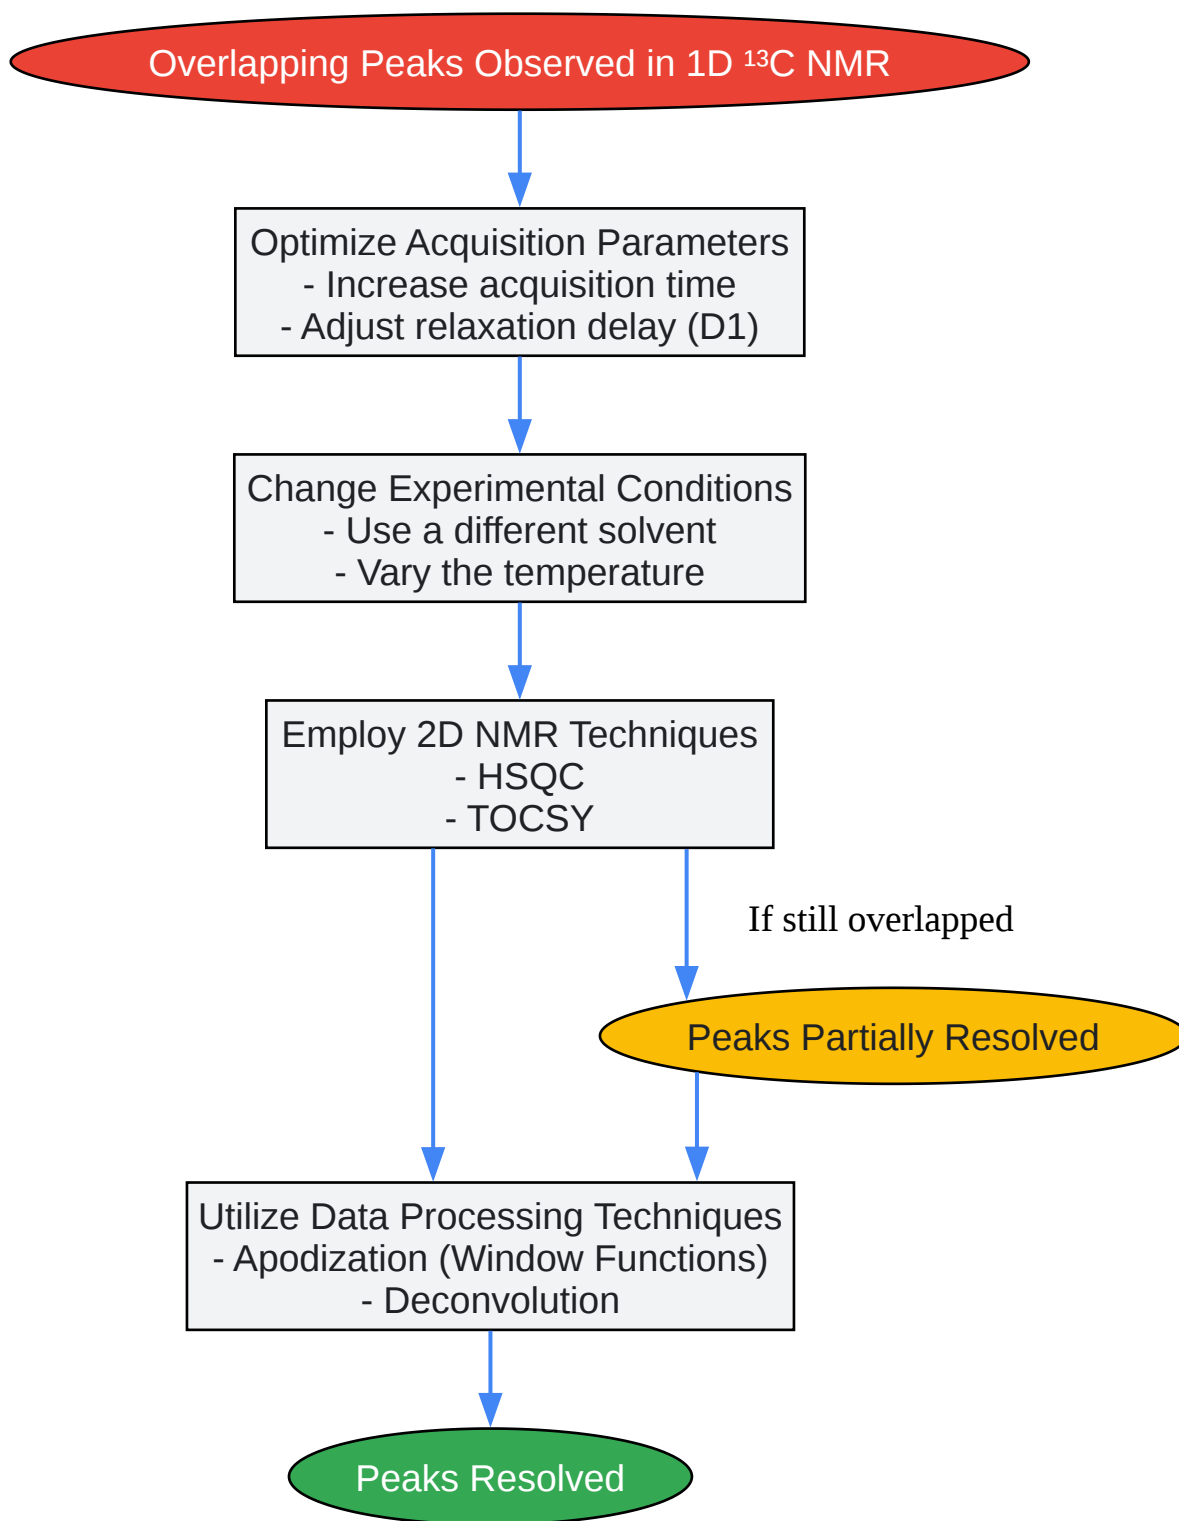 Overlapping Peaks Observed in 1D ¹³C NMR
Optimize Acquisition Parameters
- Increase acquisition time
- Adjust relaxation delay (D1)
Change Experimental Conditions
- Use a different solvent
- Vary the temperature
Employ 2D NMR Techniques
- HSQC
- TOCSY
If still overlapped
Peaks Partially Resolved
Utilize Data Processing Techniques
- Apodization (Window Functions)
- Deconvolution
Peaks Resolved